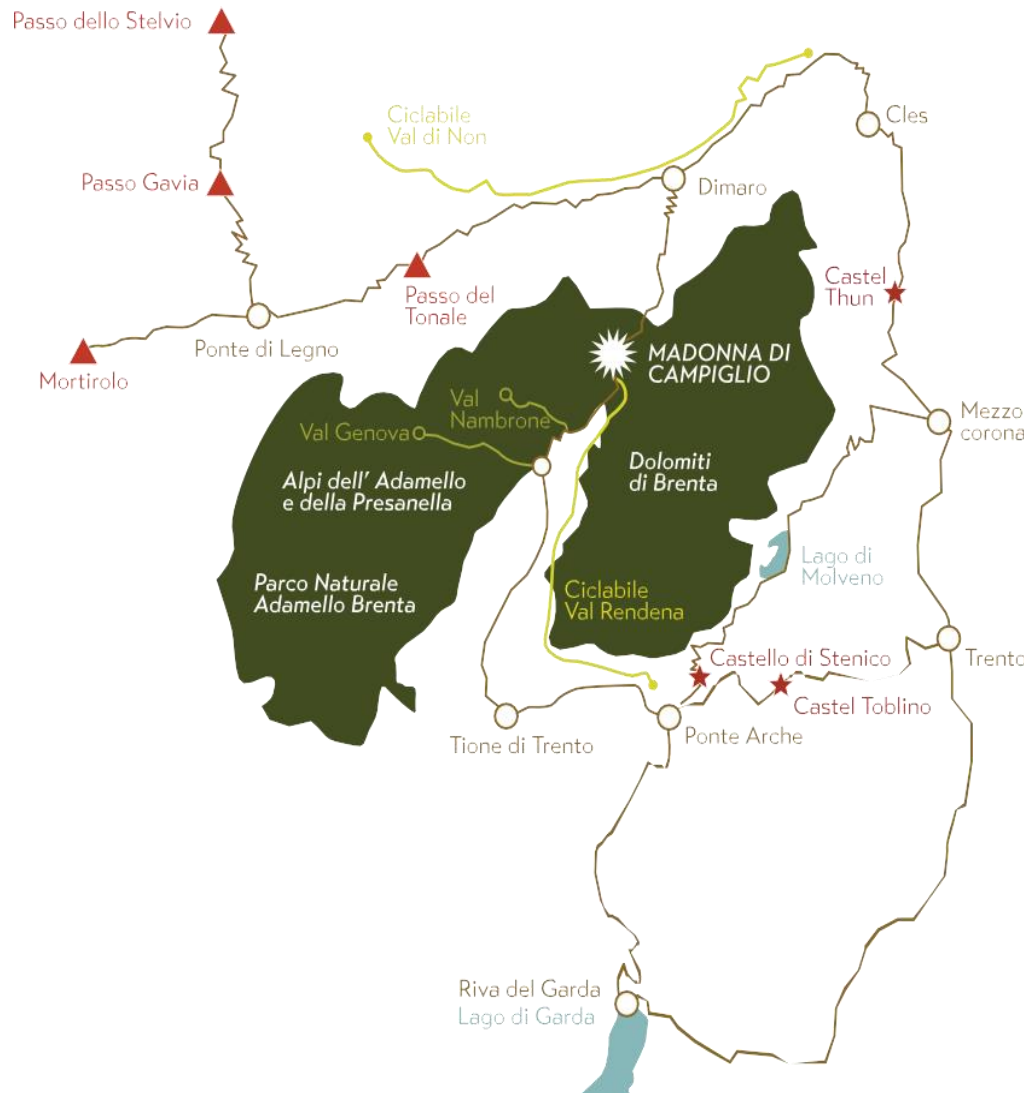 Passo dello Stelvio
Ciclabile
Val di Non
Cles
Passo Gavia
Dimaro
Castel
Thun
Passo del
Tonale
Ponte di Legno
MADONNA DI
CAMPIGLIO
Mortirolo
Val
Nambrone
Mezzo
corona
Val Genova
Dolomiti
di Brenta
Alpi dell' Adamello
e della Presanella
Lago di
Molveno
Parco Naturale
Adamello Brenta
Ciclabile
Val Rendena
Castello di Stenico
Trento
Castel Toblino
Ponte Arche
Tione di Trento
Riva del Garda
Lago di Garda